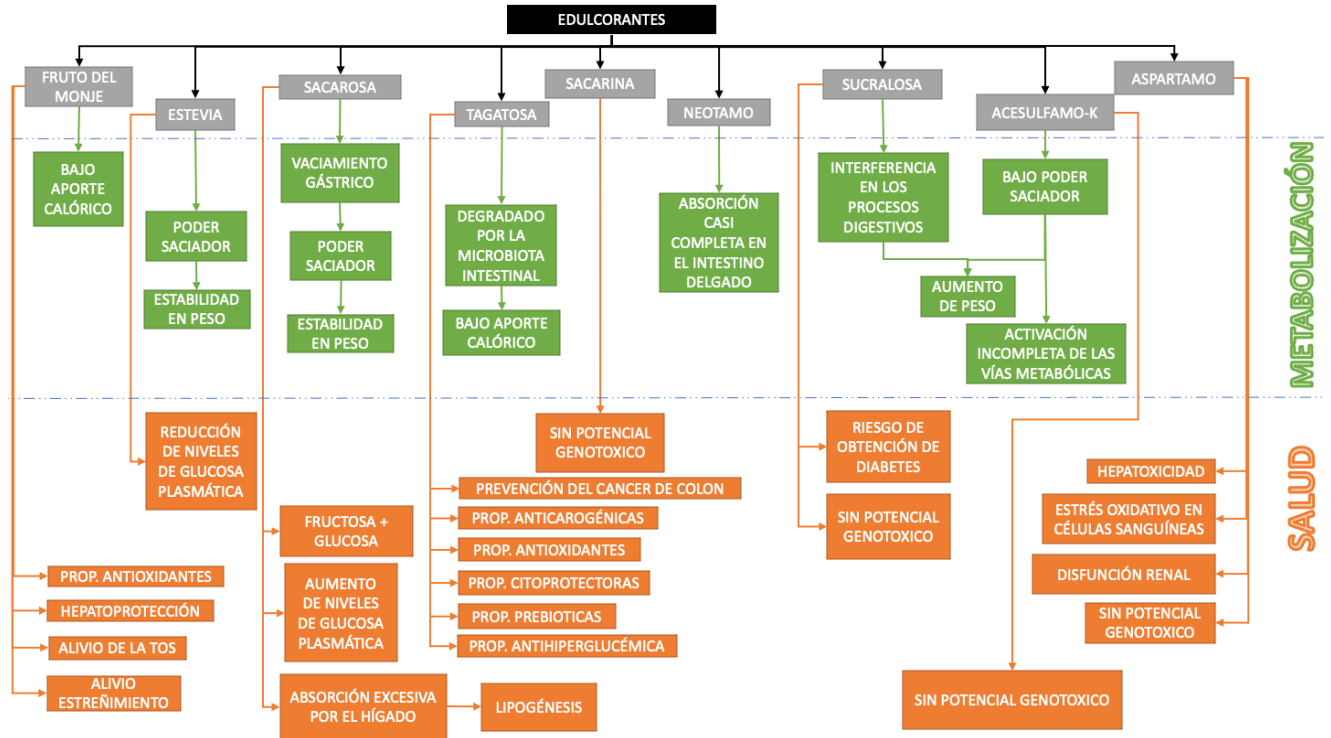 EDULCORANTES
FRUTO DEL
MONJE
ESTEVIA
SACAROSA
TAGATOSA
SACARINA
NEOTAMO
SUCRALOSA
ACESULFAMO-K
ASPARTAMO
BAJO
APORTE
CALÓRICO
PODER
SACIADOR
ESTABILIDAD
EN PESO
VACIAMIENTO
GÁSTRICO
PODER
SACIADOR
ESTABILIDAD
EN PESO
DEGRADADO
POR LA
MICROBIOTA
INTESTINAL
BAJO APORTE
CALÓRICO
ABSORCIÓN
CASI
COMPLETA EN
EL INTESTINO
DELGADO
INTERFERENCIA
EN LOS
PROCESOS
DIGESTIVOS
BAJO PODER
SACIADOR
AUMENTO
DE PESO
ACTIVACIÓN
INCOMPLETA DE LAS
VÍAS METABÓLICAS
METABOLIZACIÓN
PROP. ANTIOXIDANTES
HEPATOPROTECCIÓN
ALIVIO DE LA TOS
ALIVIO
ESTREÑIMIENTO
REDUCCIÓN
DE NIVELES
DE GLUCOSA
PLASMÁTICA
FRUCTOSA +
GLUCOSA
AUMENTO
DE NIVELES
DE GLUCOSA
PLASMÁTICA
ABSORCIÓN EXCESIVA
POR EL HÍGADO
LIPOGÉNESIS
SIN POTENCIAL
GENOTOXICO
PREVENCIÓN DEL CANCER DE COLON
PROP. ANTICAROGÉNICAS
PROP. ANTIOXIDANTES
PROP. CITOPROTECTORAS
PROP. PREBIOTICAS
PROP. ANTIHIPERGLUCÉMICA
RIESGO DE
OBTENCIÓN DE
DIABETES
SIN POTENCIAL
GENOTOXICO
SIN POTENCIAL GENOTOXICO
HEPATOXICIDAD
ESTRÉS OXIDATIVO EN
CÉLULAS SANGUÍNEAS
DISFUNCIÓN RENAL
SIN POTENCIAL
GENOTOXICO
SALUD